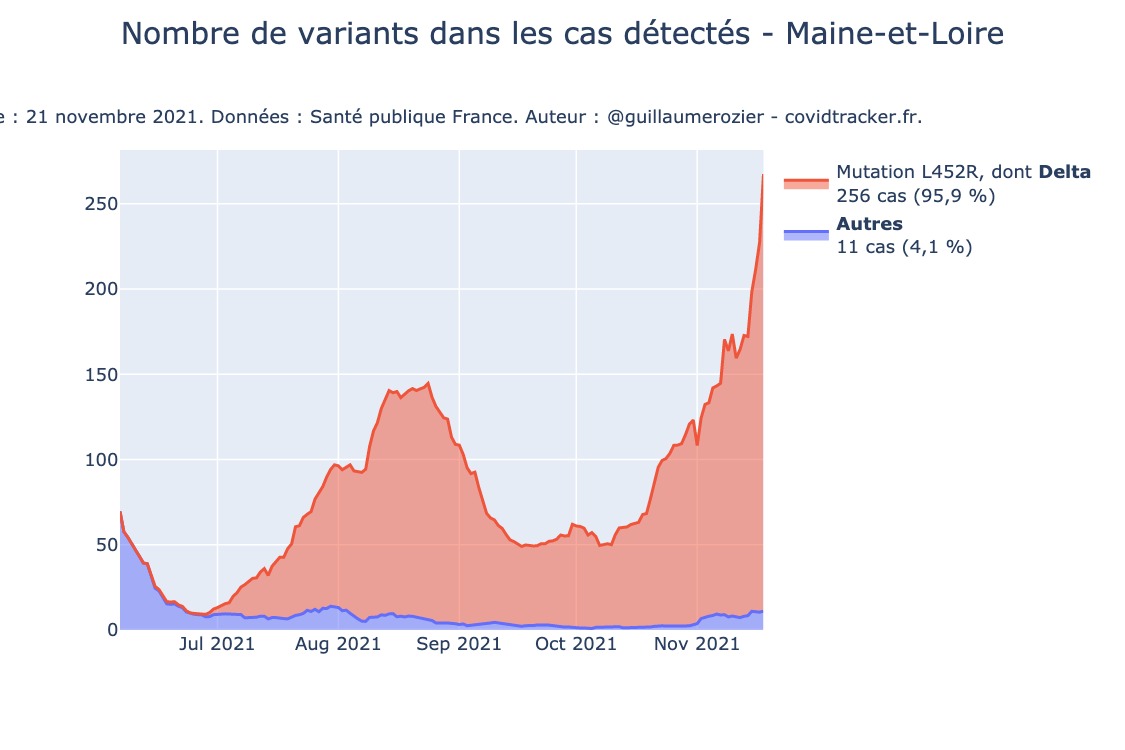 Nombre de variants dans les cas détectés - Maine-et-Loire
: 21 novembre 2021. Données : Santé publique France. Auteur : @guillaumerozier - covidtracker.fr.
Mutation L452R, dont Delta
256 cas (95,9 %)
Autres
11 cas (4,1 %)
250
200
150
100
50
0
Jul 2021 Aug 2021 Sep 2021 Oct 2021 Nov 2021